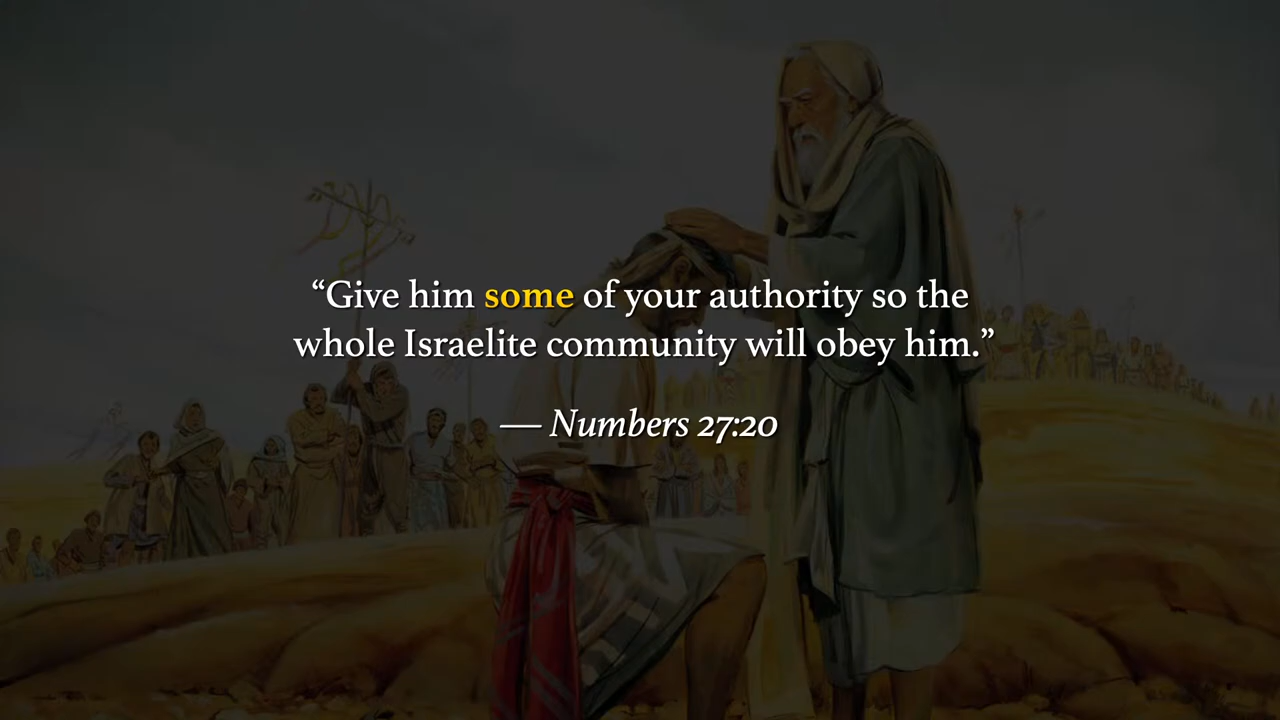 “Give him some of your authority so the
whole Israelite community will obey him.”
— Numbers 27:20